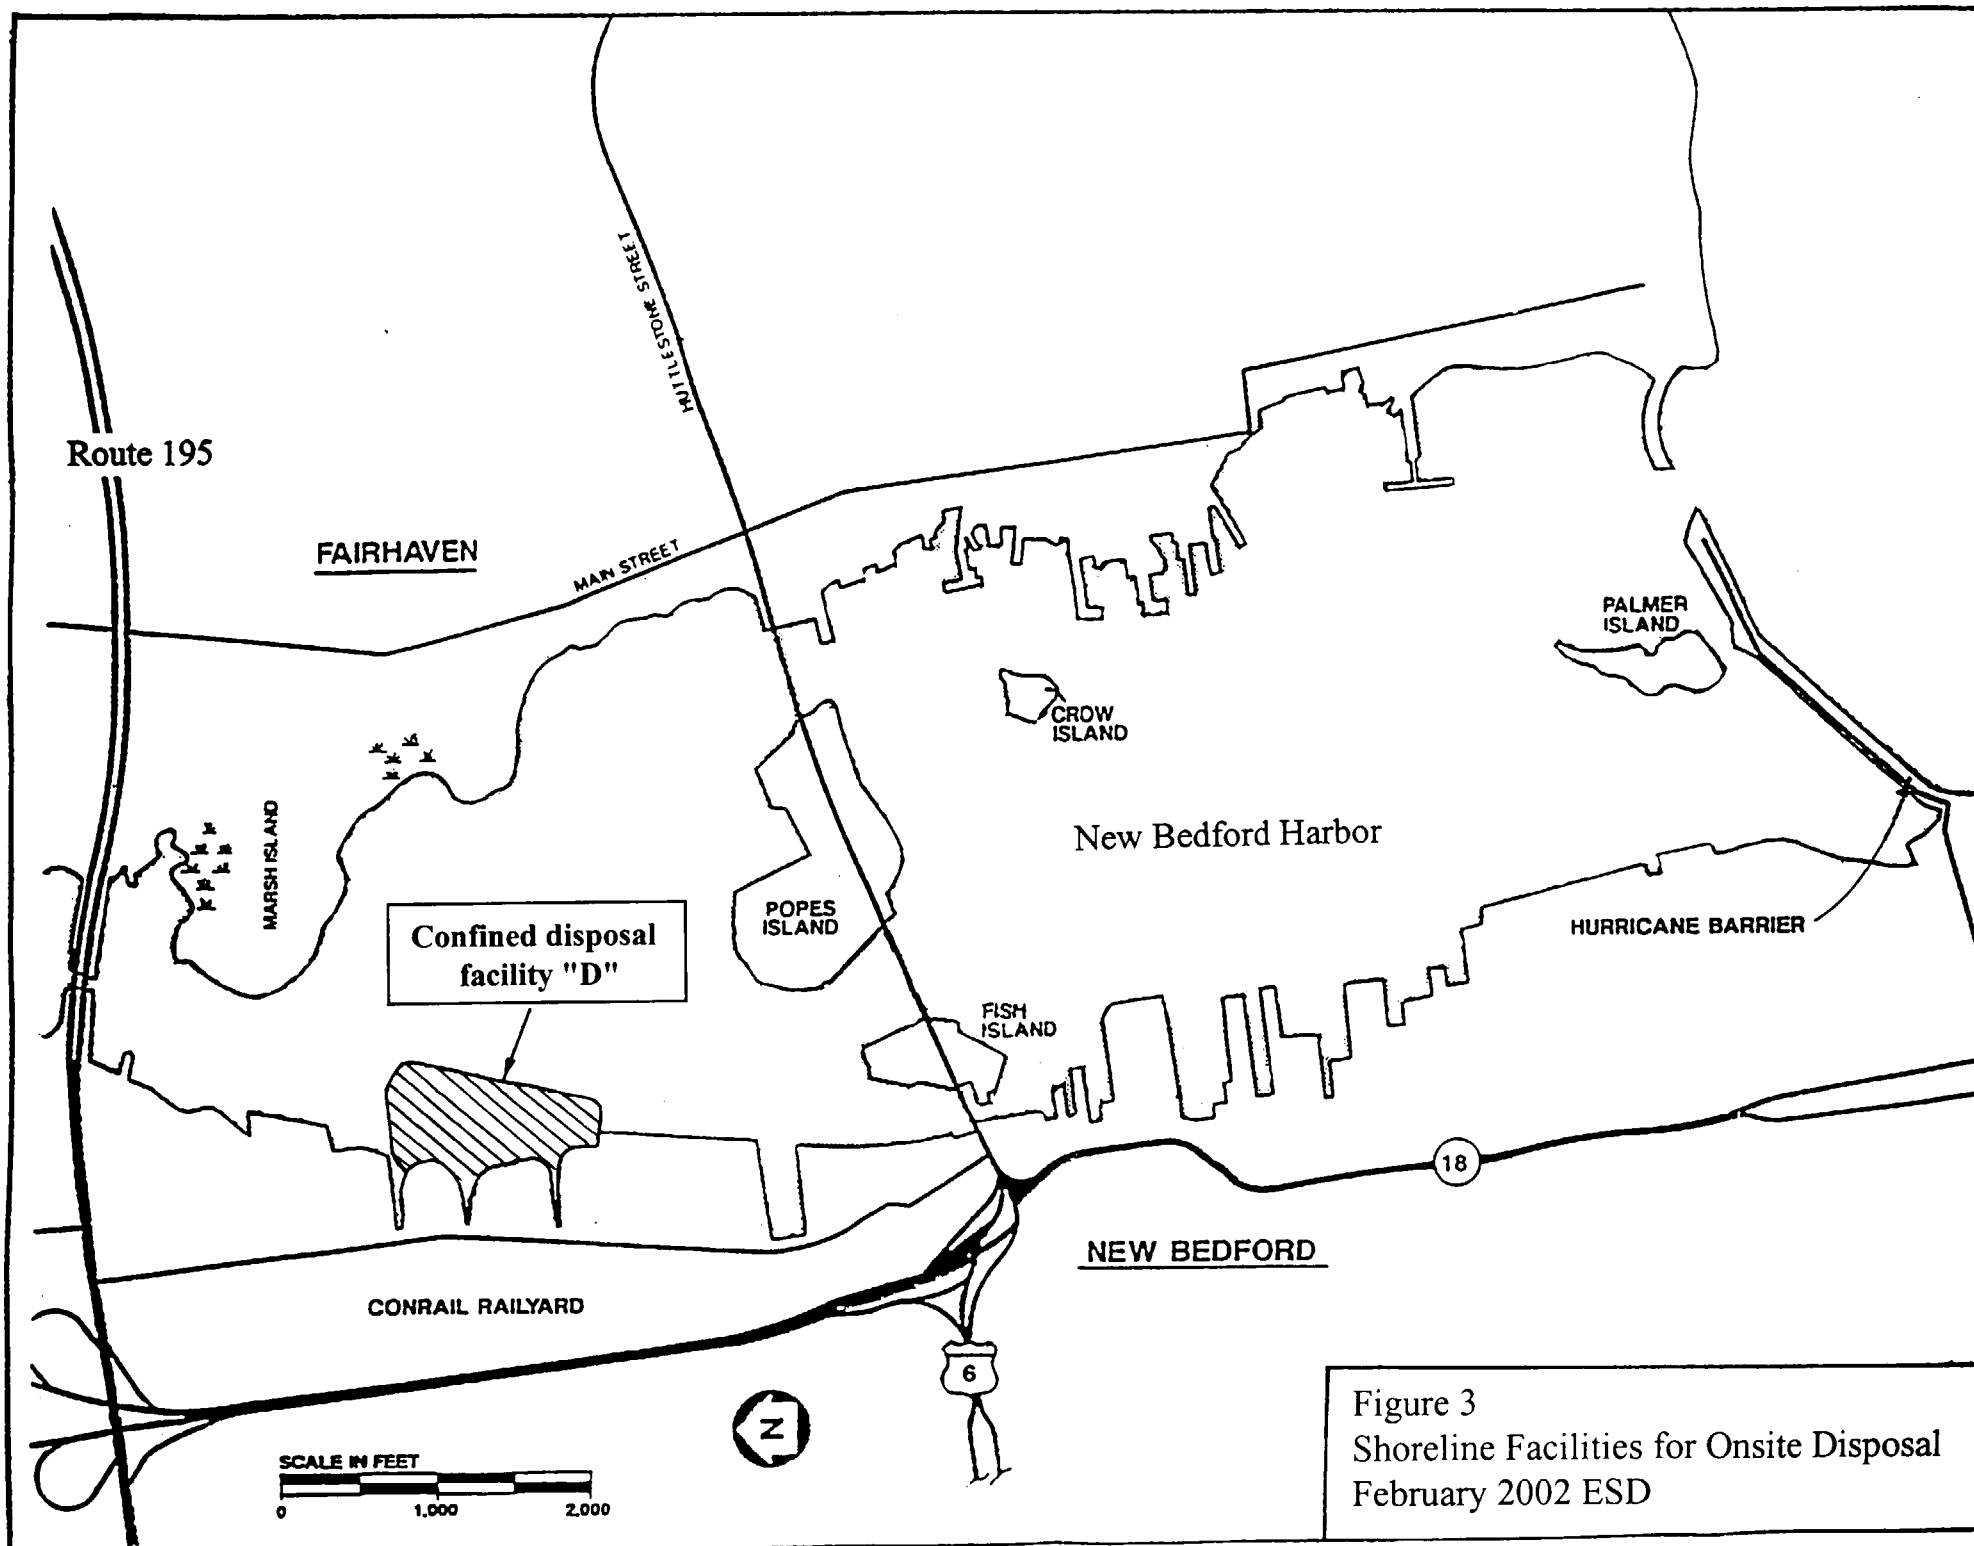 HUTTLESTONE STREET
Route 195
FAIRHAVEN
MAIN STREET
PALMER
ISLAND
CROW
ISLAND
MARSH ISLAND
New Bedford Harbor
POPES
ISLAND
HURRICANE BARRIER
Confined disposal
facility "D"
FISH
ISLAND
18
NEW BEDFORD
CONRAIL RAILYARD
6
N
SCALE IN FEET
0 1,000 2,000
Figure 3
Shoreline Facilities for Onsite Disposal
February 2002 ESD